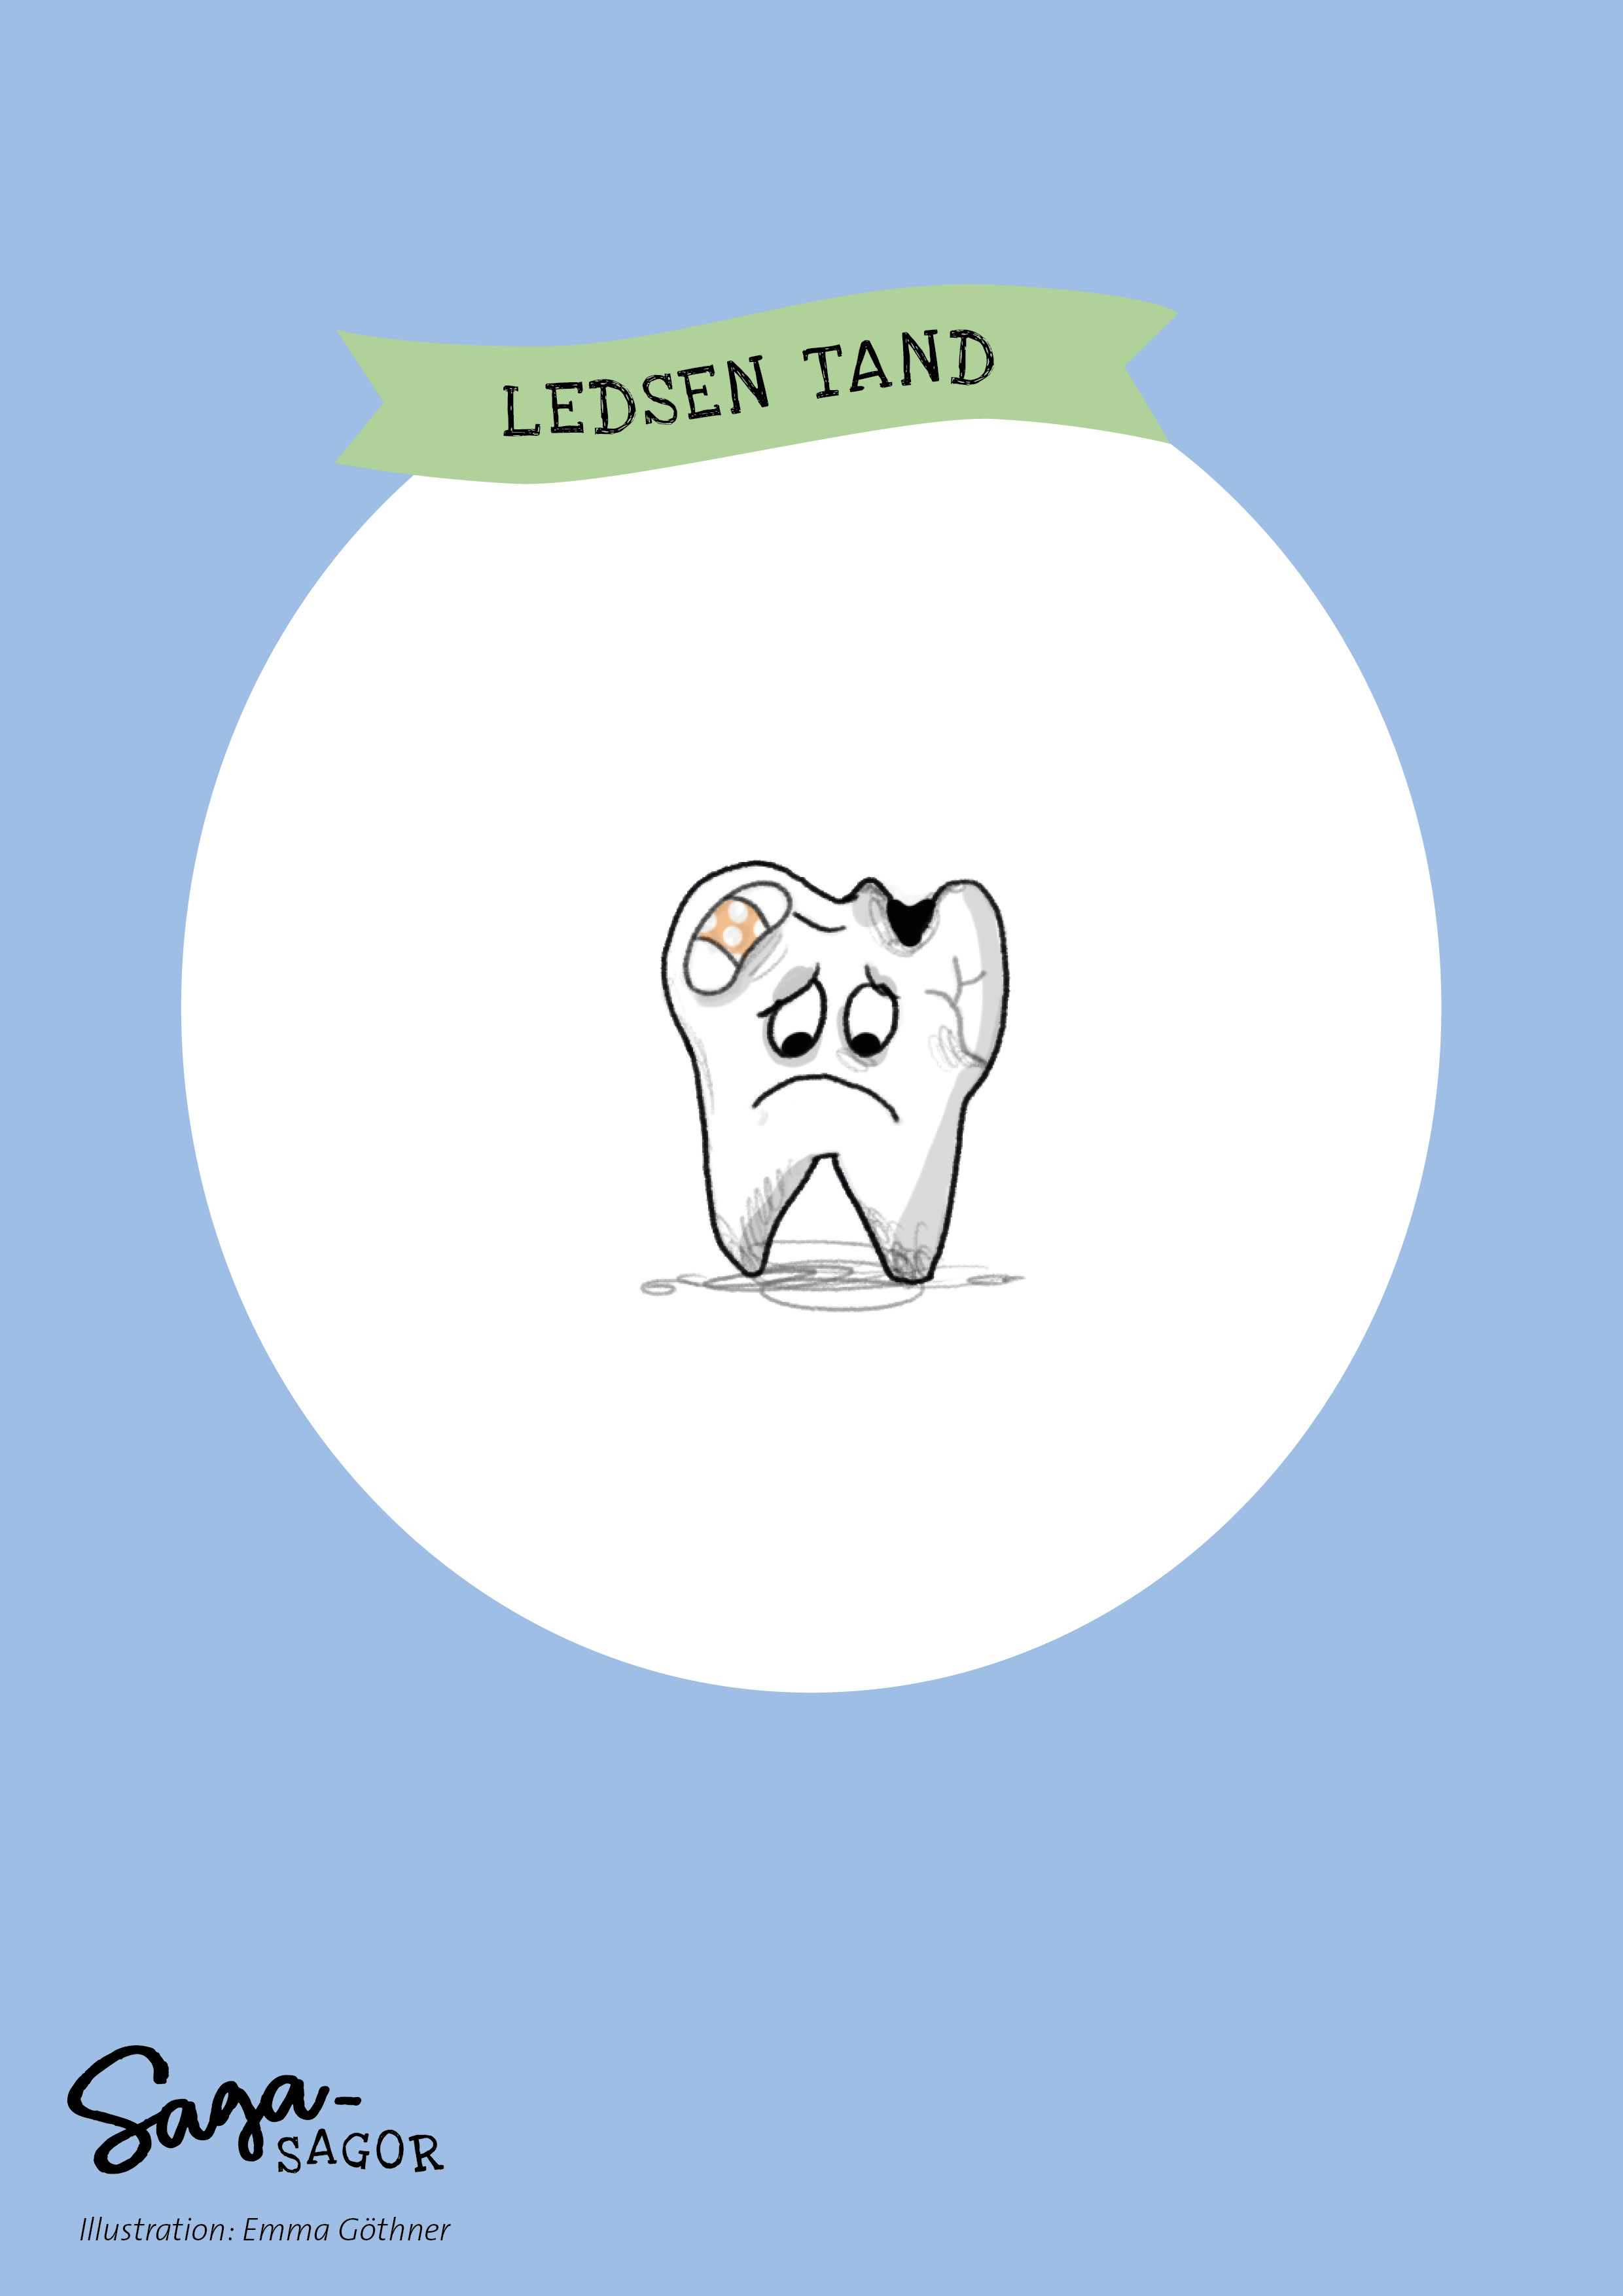 LEDSEN TAND
Saga-
SAGOR
Illustration: Emma Göthner